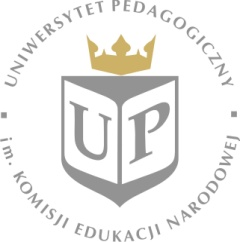 UNIWERSYTET PEDAGOGICZNY
UP
im. KOMISJI EDUKACJI NARODOWEJ